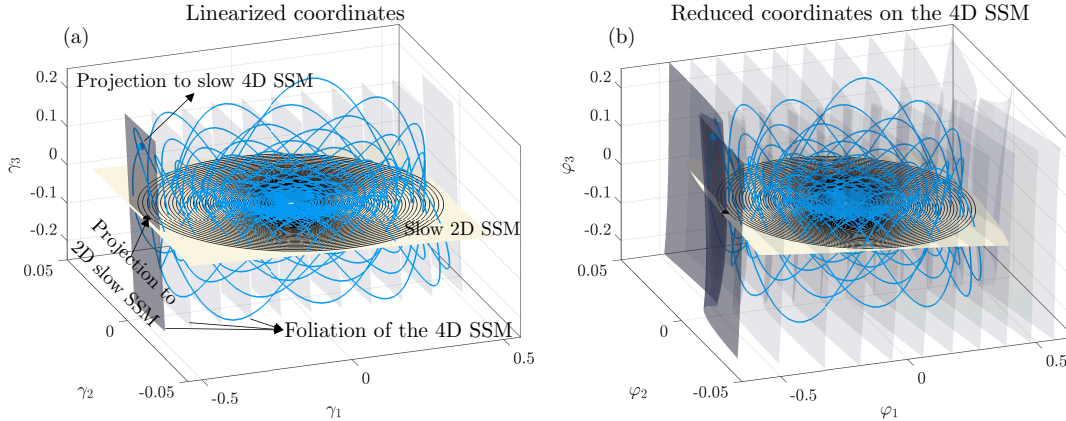 Linearized coordinates
(a)
Projection to slow 4D SSM
0.2
0.1
0
-0.1
-0.2
γ₃
Slow 2D SSM
Projection to
2D slow SSM
Foliation of the 4D SSM
0.05
0
-0.05
γ₂
-0.5
0
0.5
γ₁
Reduced coordinates on the 4D SSM
(b)
0.2
0.1
0
-0.1
-0.2
φ₃
0.05
0
-0.05
φ₂
-0.5
0
0.5
φ₁